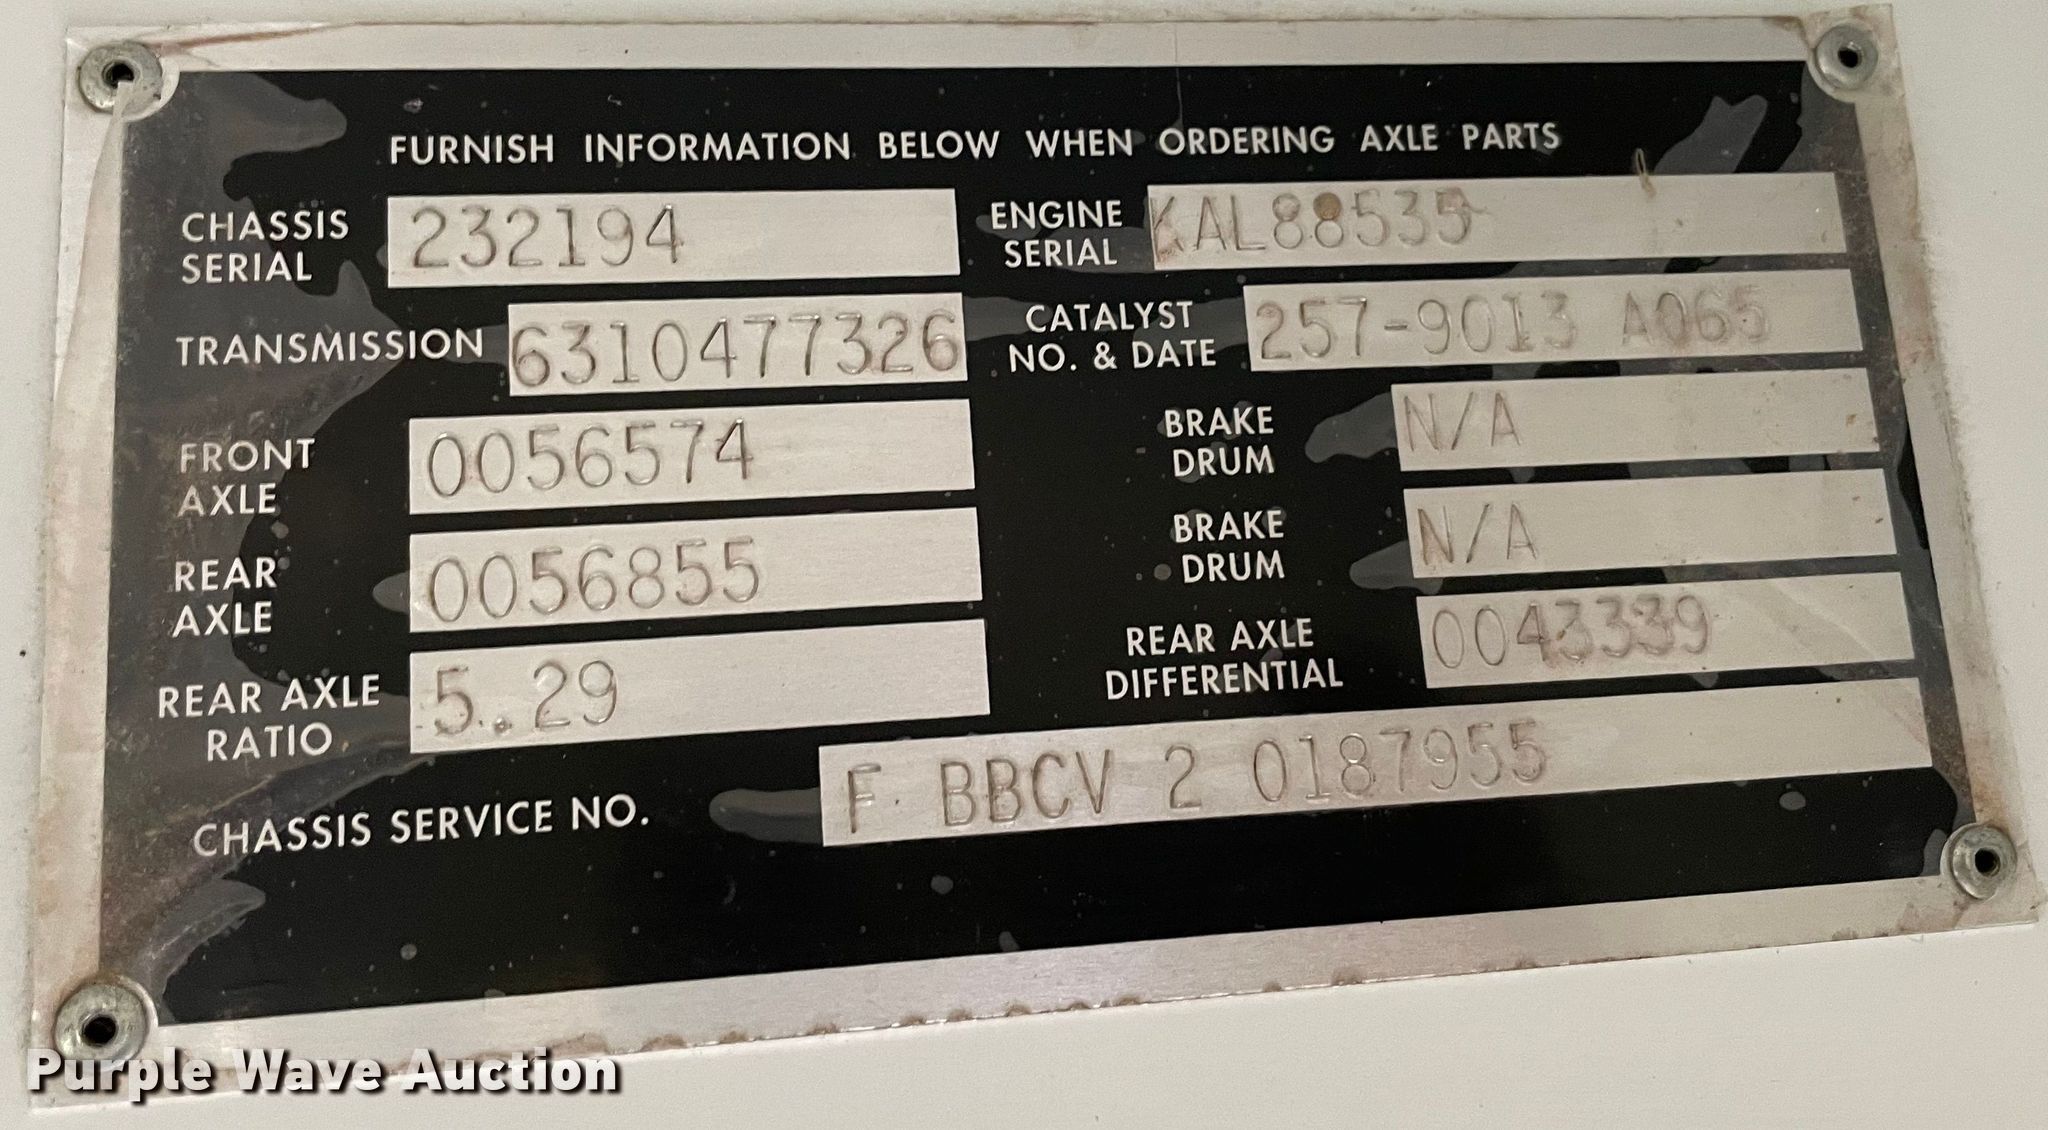 FURNISH INFORMATION BELOW WHEN ORDERING AXLE PARTS
CHASSIS SERIAL 232194
ENGINE SERIAL KAL88535
TRANSMISSION 6310477326
CATALYST NO. & DATE 257-9013 A065
FRONT AXLE 0056574
BRAKE DRUM N/A
REAR AXLE 0056855
BRAKE DRUM N/A
REAR AXLE RATIO 5.29
REAR AXLE DIFFERENTIAL 0043339
CHASSIS SERVICE NO. F BBCV 2 0187955
Purple Wave Auction